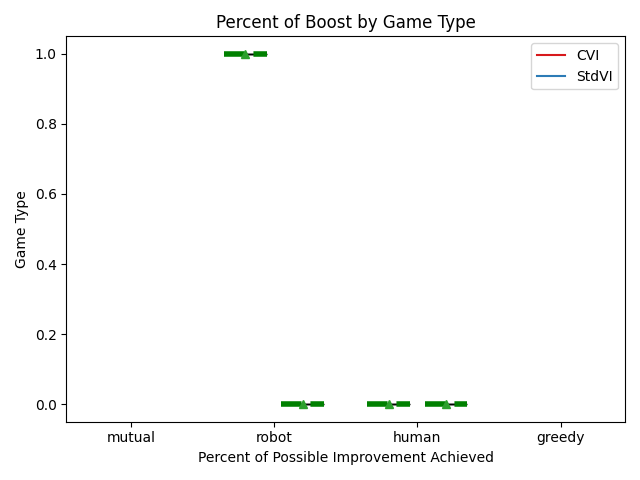 Percent of Boost by Game Type
CVI
StdVI
1.0
0.8
0.6
0.4
0.2
0.0
Game Type
mutual robot human greedy
Percent of Possible Improvement Achieved